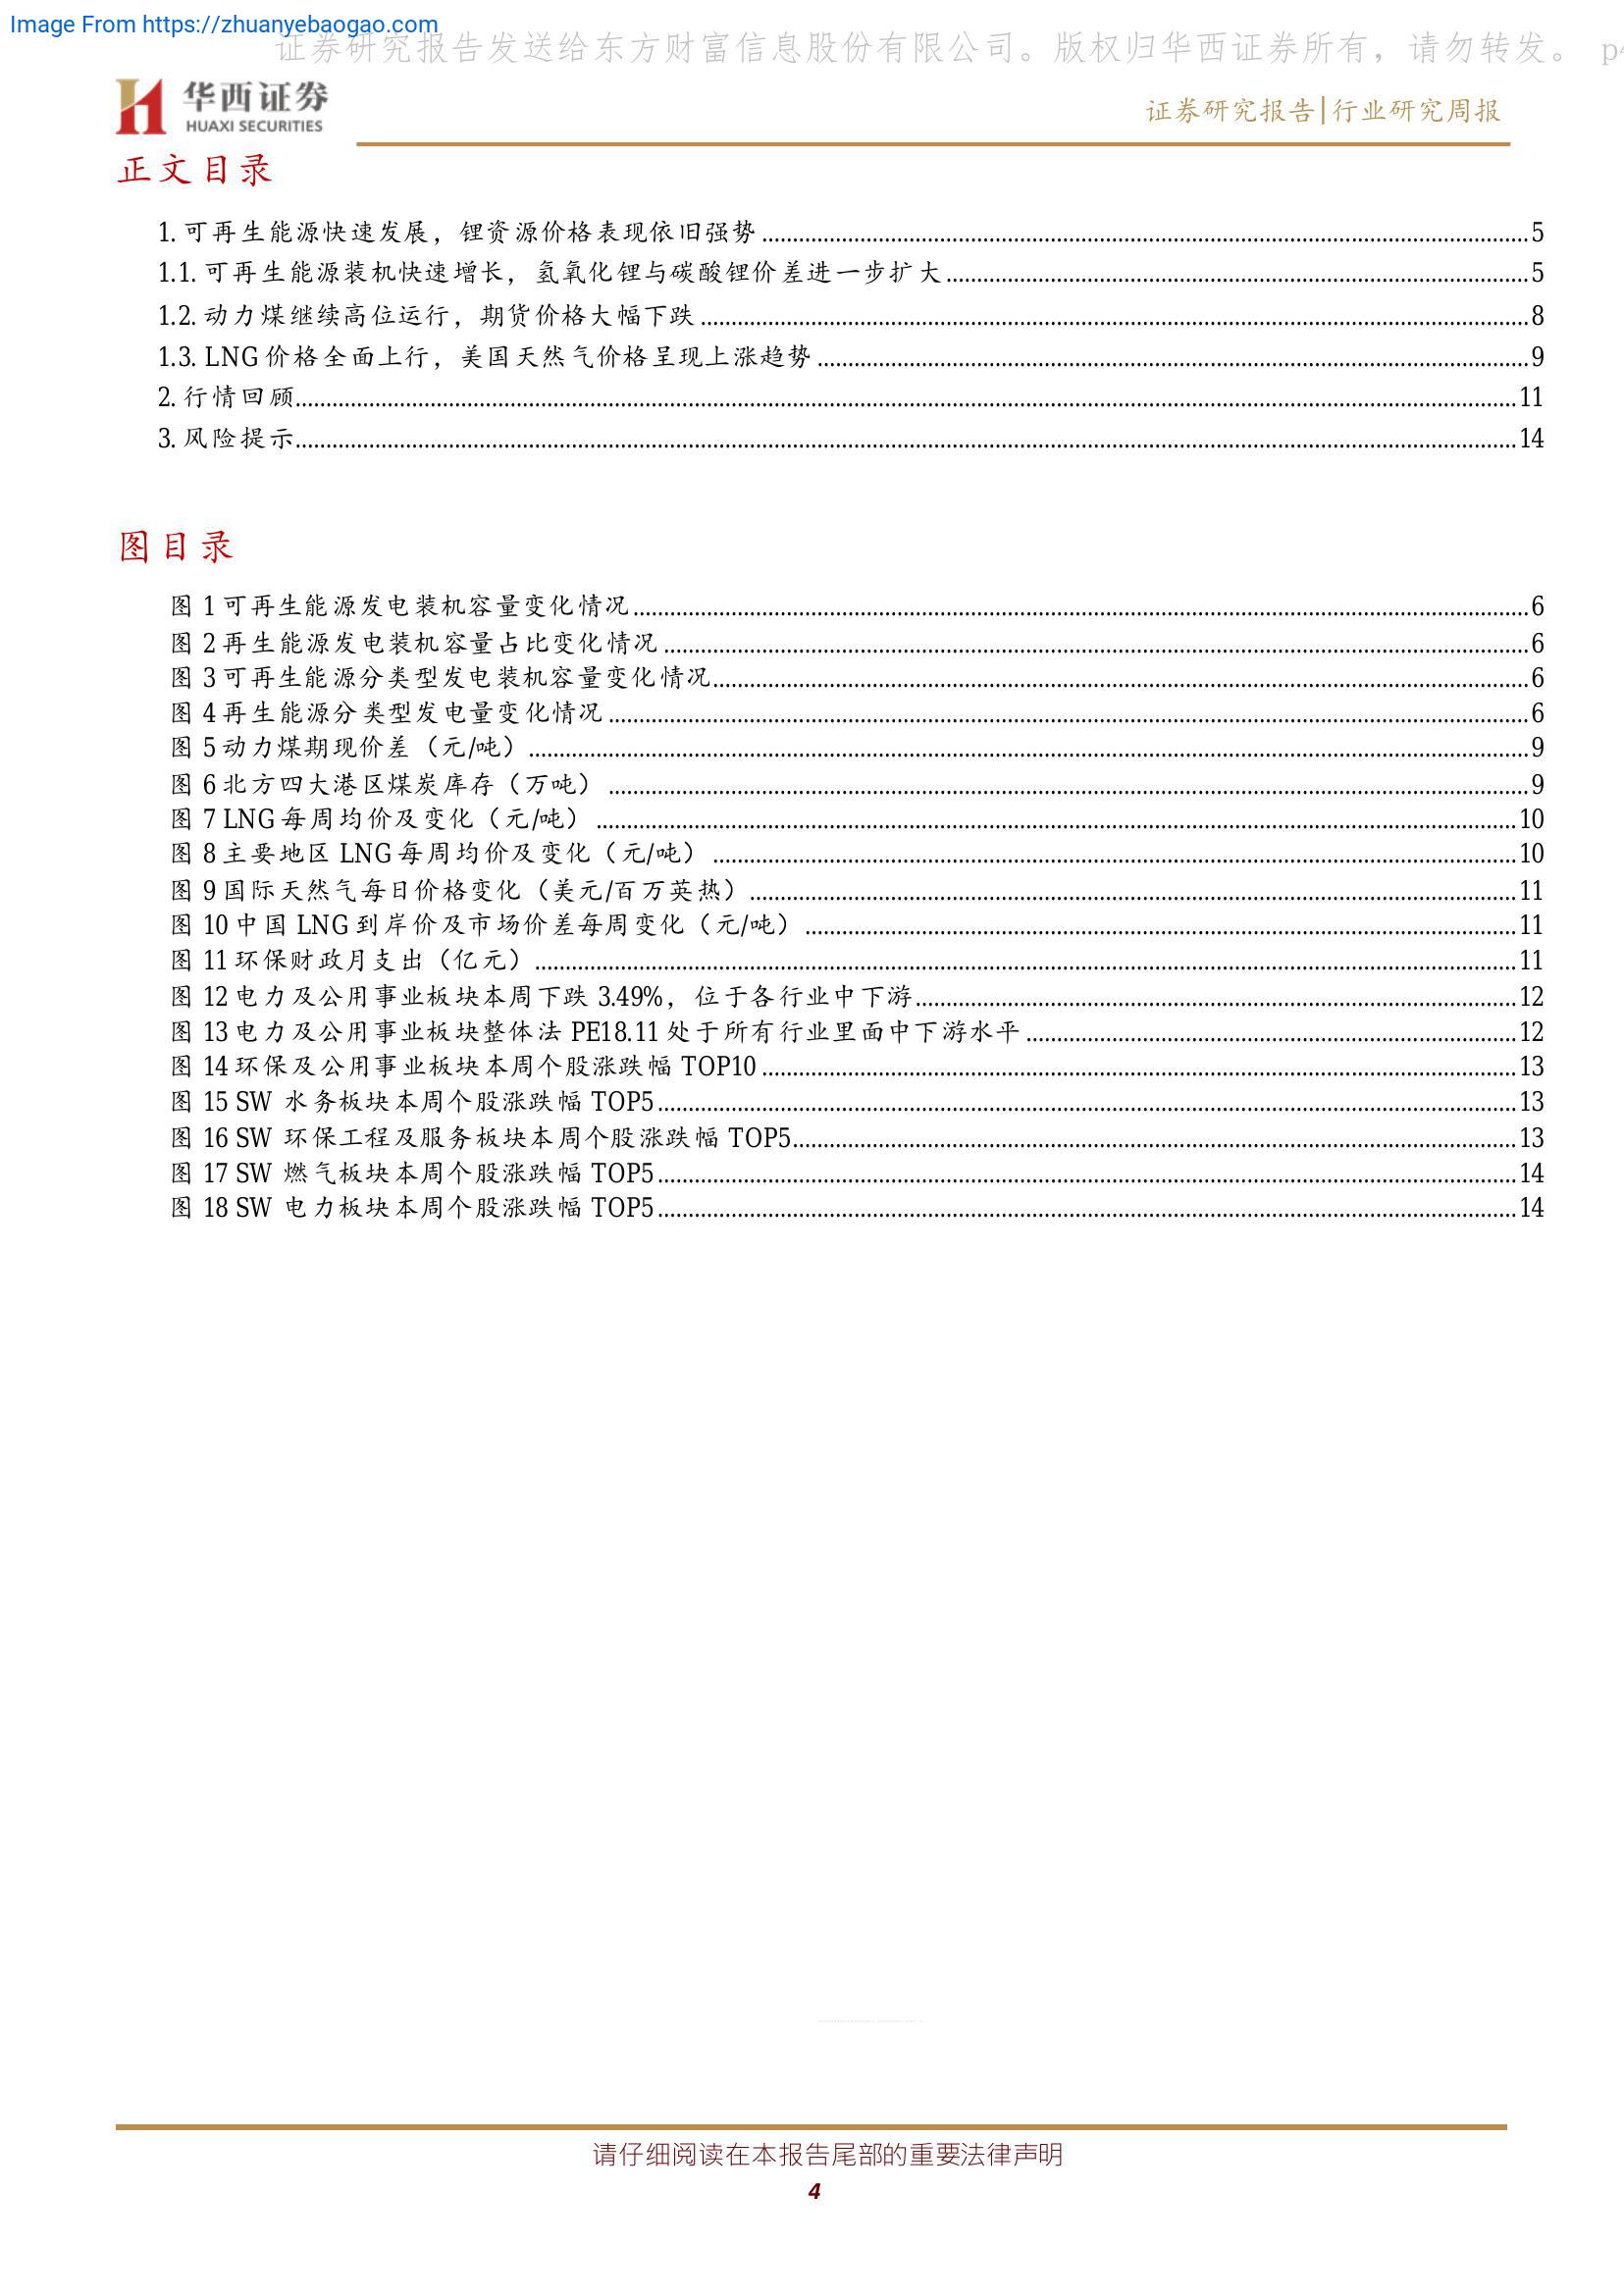 Image From https://zhuanyebaogao.com
证券研究报告发送给东方财富信息股份有限公司。版权归华西证券所有，请勿转发。 p4
华西证券
HUAXI SECURITIES
证券研究报告|行业研究周报
正文目录
1. 可再生能源快速发展，锂资源价格表现依旧强势 5
1.1. 可再生能源装机快速增长，氢氧化锂与碳酸锂价差进一步扩大 5
1.2. 动力煤继续高位运行，期货价格大幅下跌 8
1.3. LNG价格全面上行，美国天然气价格呈现上涨趋势 9
2. 行情回顾 11
3. 风险提示 14
图目录
图 1 可再生能源发电装机容量变化情况 6
图 2 再生能源发电装机容量占比变化情况 6
图 3 可再生能源分类型发电装机容量变化情况 6
图 4 再生能源分类型发电量变化情况 6
图 5 动力煤期现价差（元/吨） 9
图 6 北方四大港区煤炭库存（万吨） 9
图 7 LNG每周均价及变化（元/吨） 10
图 8 主要地区 LNG每周均价及变化（元/吨） 10
图 9 国际天然气每日价格变化（美元/百万英热） 11
图 10 中国 LNG到岸价及市场价差每周变化（元/吨） 11
图 11 环保财政月支出（亿元） 11
图 12 电力及公用事业板块本周下跌 3.49%，位于各行业中下游 12
图 13 电力及公用事业板块整体法 PE18.11 处于所有行业里面中下游水平 12
图 14 环保及公用事业板块本周个股涨跌幅 TOP10 13
图 15 SW 水务板块本周个股涨跌幅 TOP5 13
图 16 SW 环保工程及服务板块本周个股涨跌幅 TOP5 13
图 17 SW 燃气板块本周个股涨跌幅 TOP5 14
图 18 SW 电力板块本周个股涨跌幅 TOP5 14
请仔细阅读在本报告尾部的重要法律声明
4